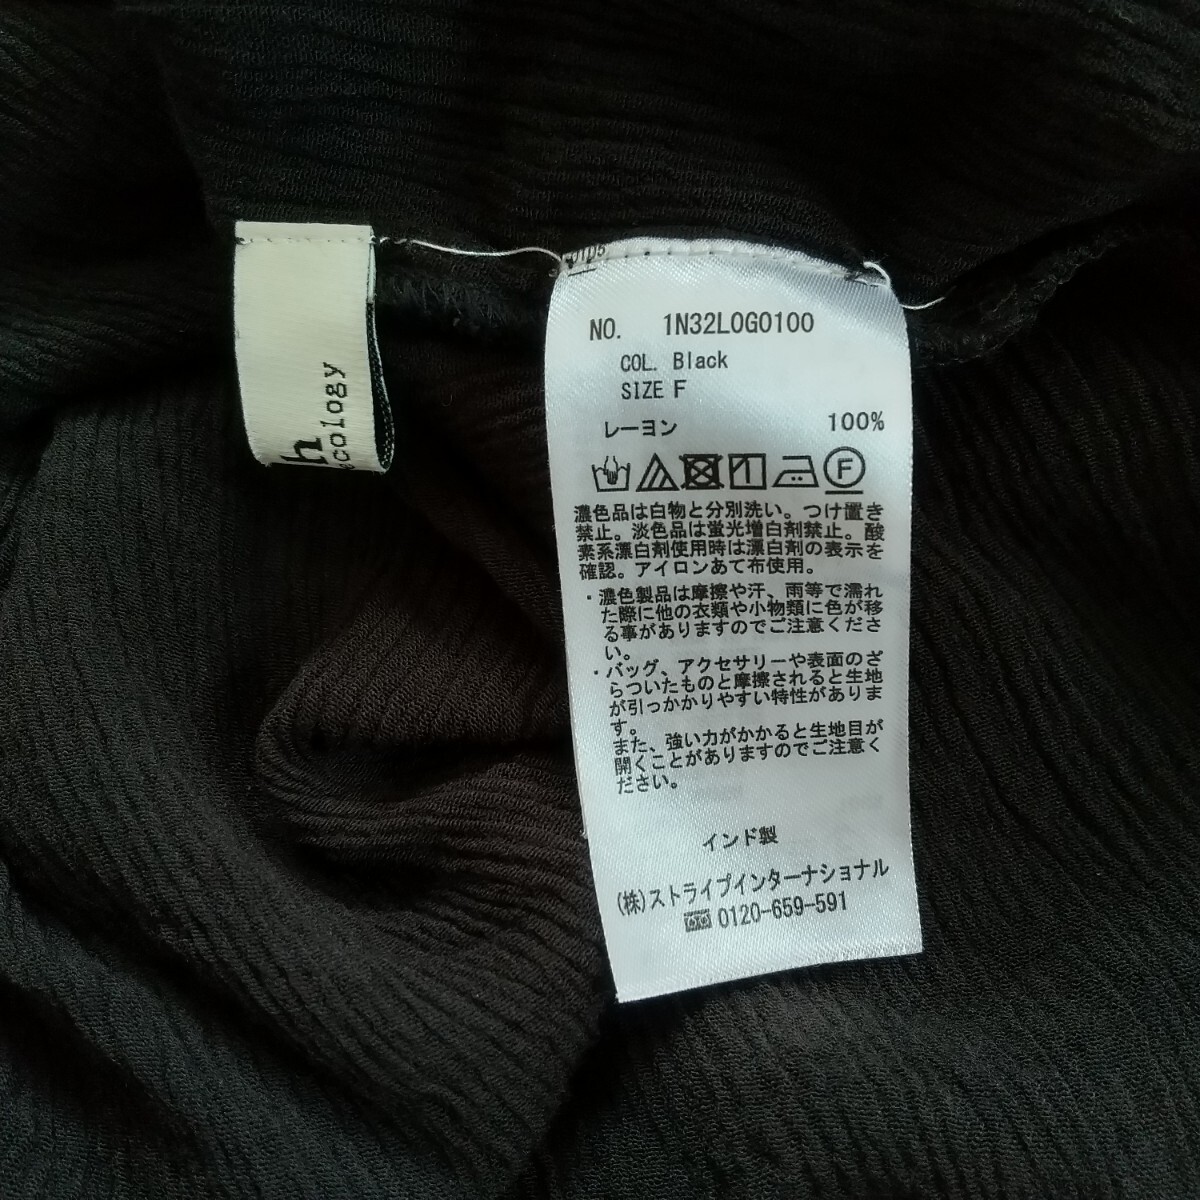 h
ecology
NO. 1N32L0G0100
COL. Black
SIZE F
レーヨン 100%
F
濃色品は白物と分別洗い。つけ置き
禁止。淡色品は蛍光増白剤禁止。酸
素系漂白剤使用時は漂白剤の表示を
確認。アイロンあて布使用。
・濃色製品は摩擦や汗、雨等で濡れ
た際に他の衣類や小物類に色が移
る事がありますのでご注意くださ
い。
・バッグ、アクセサリーや表面のざ
らついたものと摩擦されると生地
が引っかかりやすい特性がありま
す。
また、強い力がかかると生地目が
開くことがありますのでご注意く
ださい。
インド製
(株)ストライプインターナショナル
0120-659-591